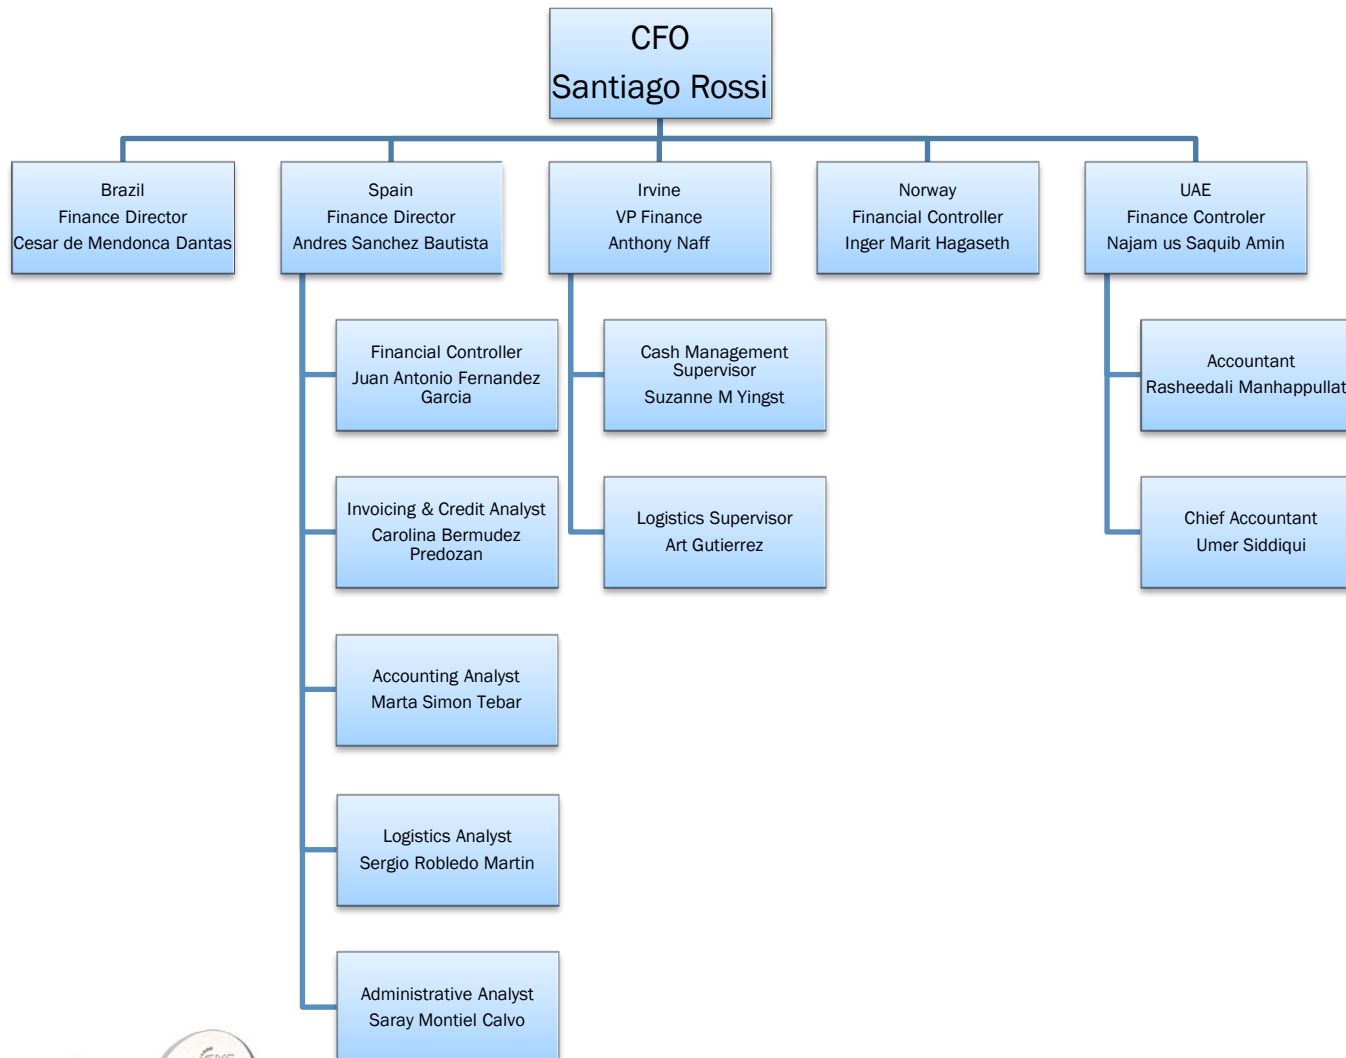 CFO
Santiago Rossi
Brazil
Finance Director
Cesar de Mendonca Dantas
Spain
Finance Director
Andres Sanchez Bautista
Irvine
VP Finance
Anthony Naff
Norway
Financial Controller
Inger Marit Hagaseth
UAE
Finance Controler
Najam us Saquib Amin
Financial Controller
Juan Antonio Fernandez
Garcia
Cash Management
Supervisor
Suzanne M Yingst
Accountant
Rasheedali Manhappullat
Invoicing & Credit Analyst
Carolina Bermudez
Predozan
Logistics Supervisor
Art Gutierrez
Chief Accountant
Umer Siddiqui
Accounting Analyst
Marta Simon Tebar
Logistics Analyst
Sergio Robledo Martin
Administrative Analyst
Saray Montiel Calvo